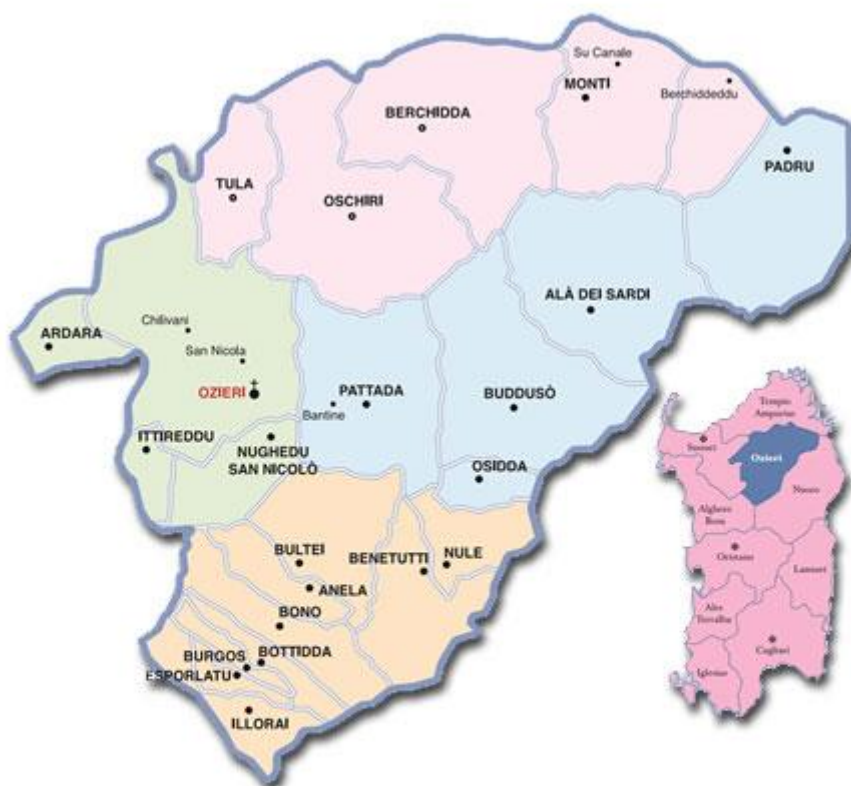 Su Canale
MONTI
Berchiddeddu
BERCHIDDA
PADRU
TULA
OSCHIRI
ALÀ DEI SARDI
Chilivani
ARDARA
San Nicola
OZIERI
PATTADA
Bantine
BUDDUSÒ
ITTIREDDU
NUGHEDU
SAN NICOLÒ
OSIDDA
BULTEI
BENETUTTI
NULE
ANELA
BONO
BOTTIDDA
BURGOS
ESPORLATU
ILLORAI
Tempio
Ampurias
Sassari
Ozieri
Nuoro
Alghero
Bosa
Oristano
Lanusei
Ales
Terralba
Cagliari
Iglesias